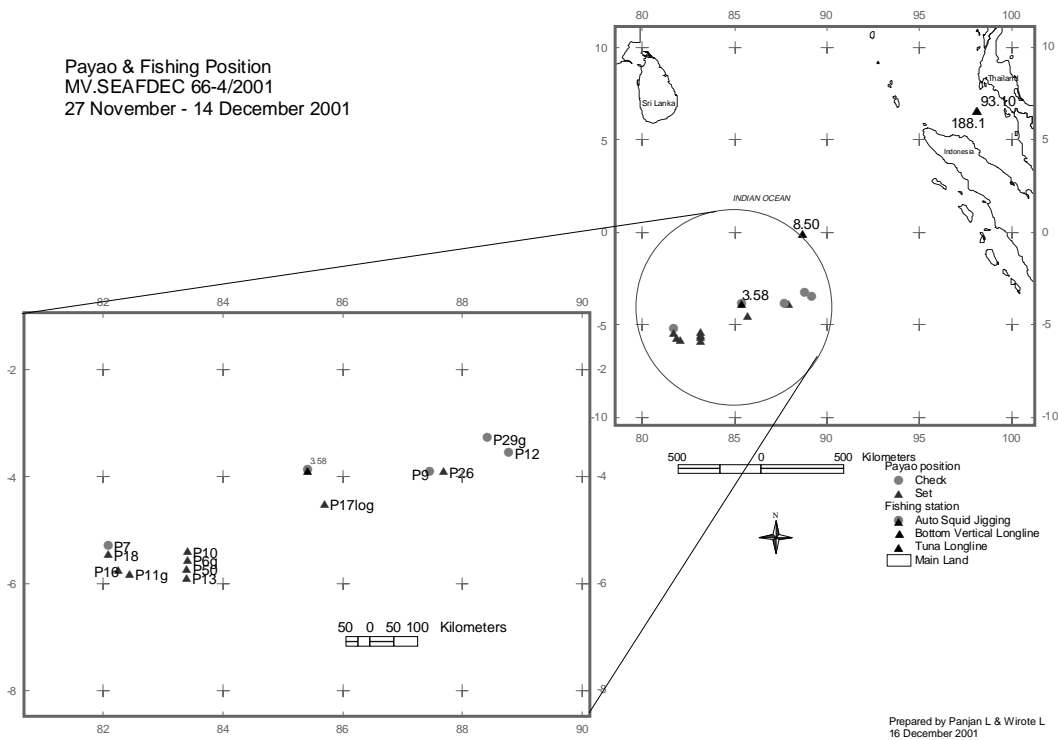 Payao & Fishing Position
MV.SEAFDEC 66-4/2001
27 November - 14 December 2001
80 85 90 95 100
10 10
Thailand
Sri Lanka
93.10
188.1
5 5
Indonesia
INDIAN OCEAN
8.50
0 0
3.58
-5 -5
-2 -2
-10 -10
80 85 90 95 100
82 84 86 88 90
-2
P29g
P12
3.58
-4
P9 P26
P17log
P7
P18
P10
P69
P50
P13
P16
P11g
-6
50 0 50 100 Kilometers
-8 -8
82 84 86 88 90
500 0 500 Kilometers
Payao position
Check
Set
Fishing station
Auto Squid Jigging
Bottom Vertical Longline
Tuna Longline
Main Land
N
Prepared by Panjan L & Wirote L
16 December 2001